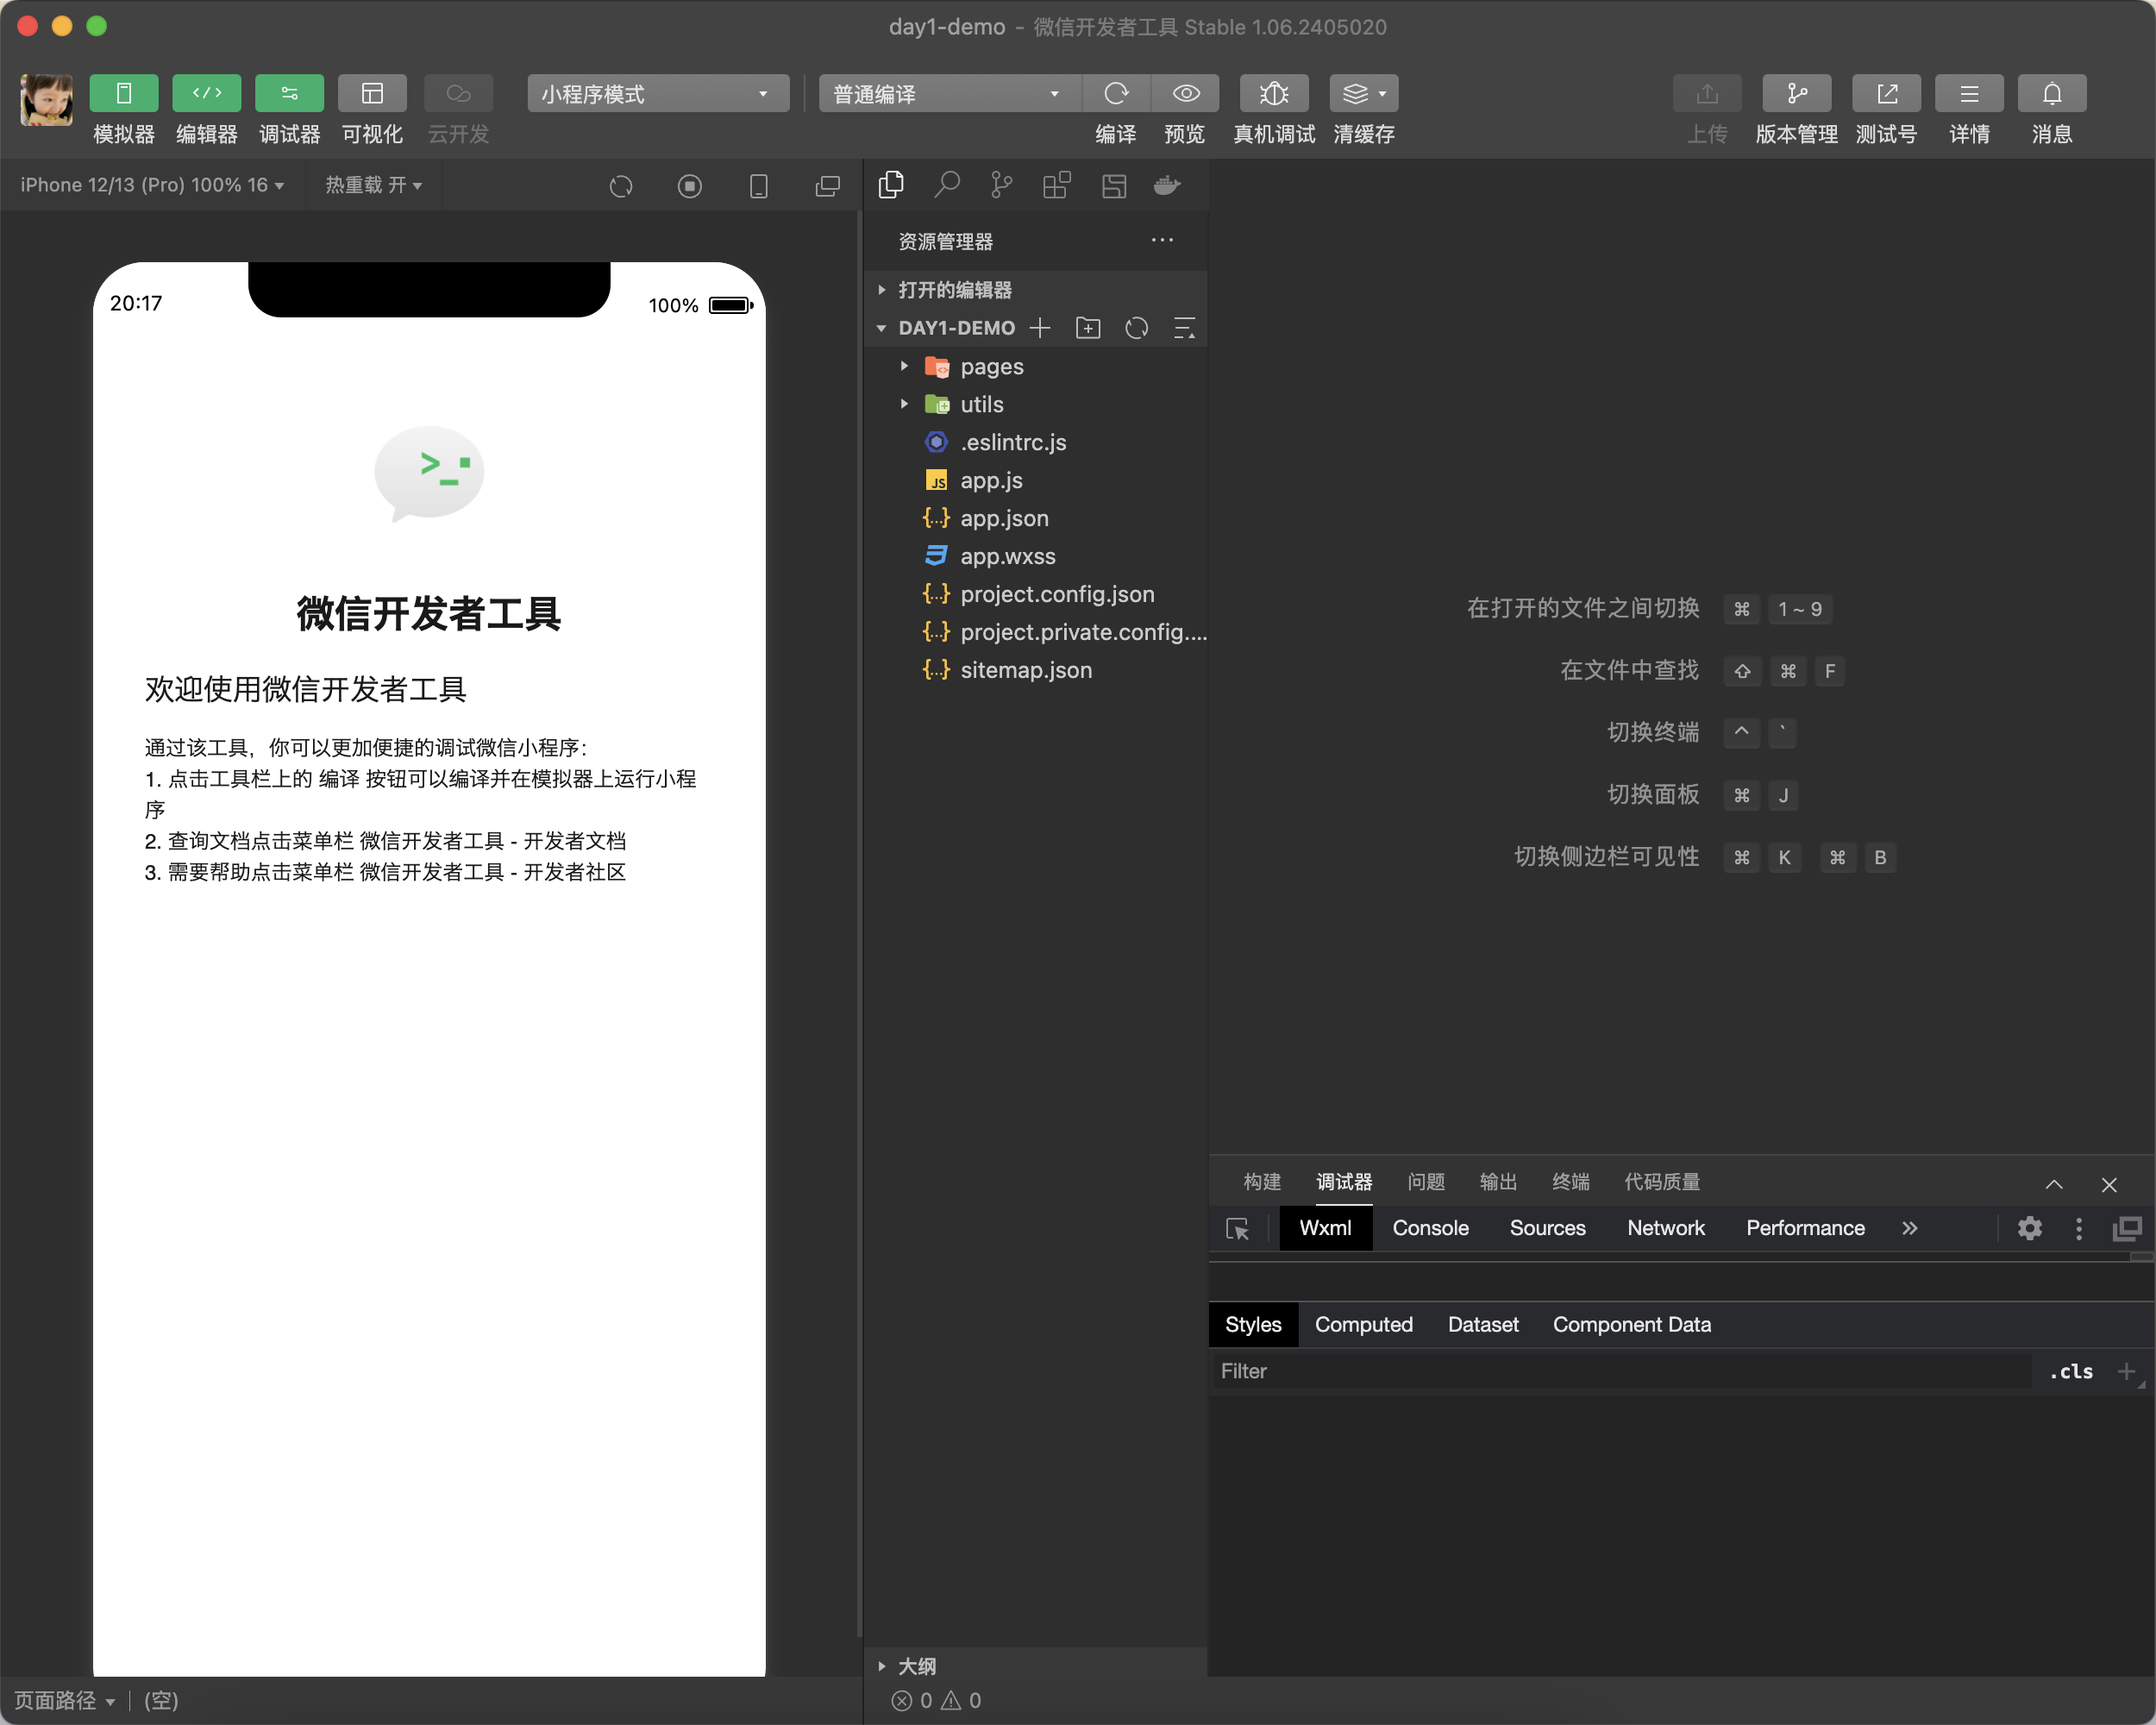 day1-demo - 微信开发者工具 Stable 1.06.2405020
模拟器 编辑器 调试器 可视化 云开发
小程序模式
普通编译
编译 预览 真机调试 清缓存
上传 版本管理 测试号 详情 消息
iPhone 12/13 (Pro) 100% 16
热重载 开
20:17
100%
>_
微信开发者工具
欢迎使用微信开发者工具
通过该工具，你可以更加便捷的调试微信小程序：
1. 点击工具栏上的 编译 按钮可以编译并在模拟器上运行小程
序
2. 查询文档点击菜单栏 微信开发者工具 - 开发者文档
3. 需要帮助点击菜单栏 微信开发者工具 - 开发者社区
页面路径 | (空)
资源管理器
打开的编辑器
DAY1-DEMO
pages
utils
.eslintrc.js
JS app.js
{...} app.json
app.wxss
{...} project.config.json
{...} project.private.config....
{...} sitemap.json
大纲
0 0
在打开的文件之间切换 ⌘ 1 ~ 9
在文件中查找 ⇧ ⌘ F
切换终端 ^ `
切换面板 ⌘ J
切换侧边栏可见性 ⌘ K ⌘ B
构建 调试器 问题 输出 终端 代码质量
Wxml Console Sources Network Performance »
Styles Computed Dataset Component Data
Filter .cls +